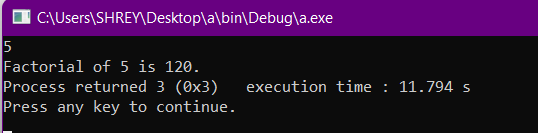 C:\Users\SHREY\Desktop\a\bin\Debug\a.exe
5
Factorial of 5 is 120.
Process returned 3 (0x3)   execution time : 11.794 s
Press any key to continue.